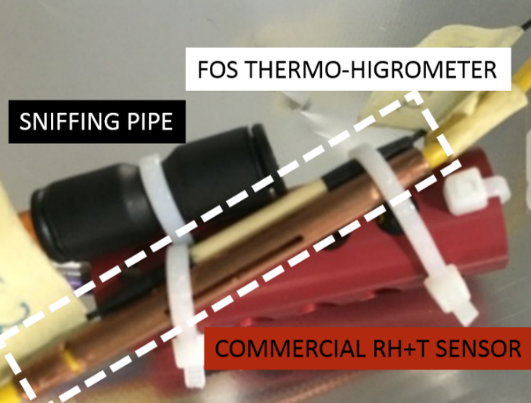 FOS THERMO-HIGROMETER
SNIFFING PIPE
COMMERCIAL RH+T SENSOR